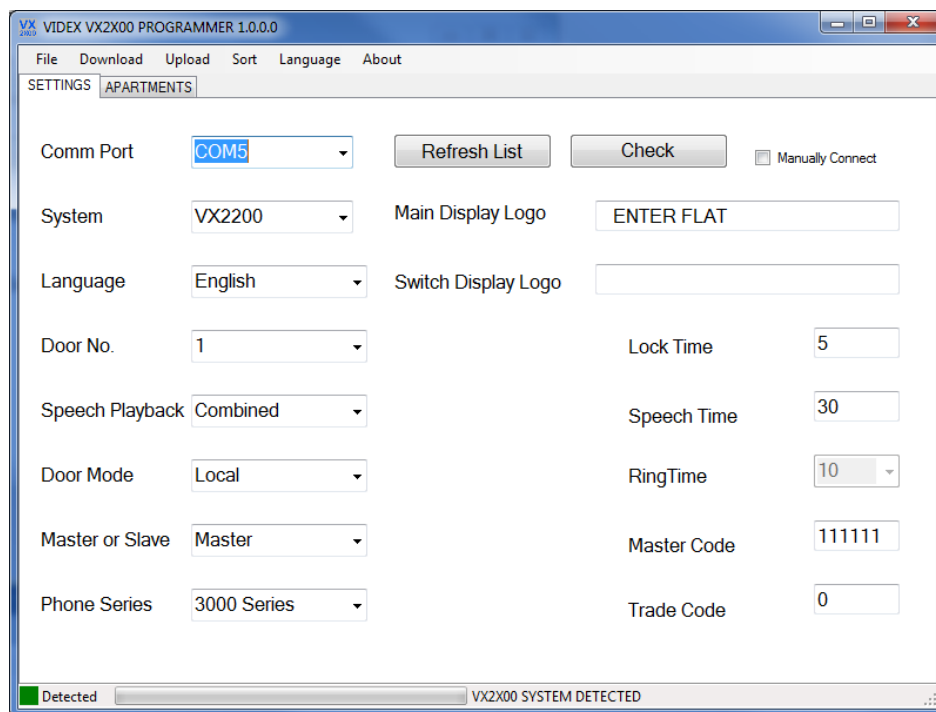 VX VIDEX VX2X00 PROGRAMMER 1.0.0.0
File Download Upload Sort Language About
SETTINGS APARTMENTS
Comm Port COM5 Refresh List Check Manually Connect
System VX2200 Main Display Logo ENTER FLAT
Language English Switch Display Logo
Door No. 1 Lock Time 5
Speech Playback Combined Speech Time 30
Door Mode Local RingTime 10
Master or Slave Master Master Code 111111
Phone Series 3000 Series Trade Code 0
Detected VX2X00 SYSTEM DETECTED